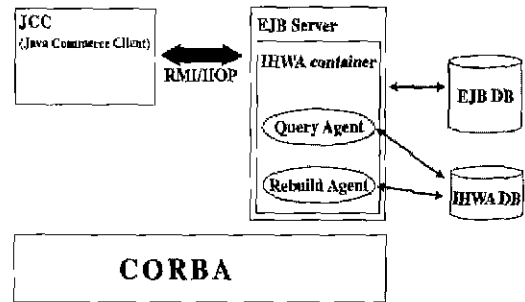 JCC
(Java Commerce Client)
RMI/IIOP
EJB Server
IHWA container
Query Agent
Rebuild Agent
EJB DB
IHWA DB
CORBA